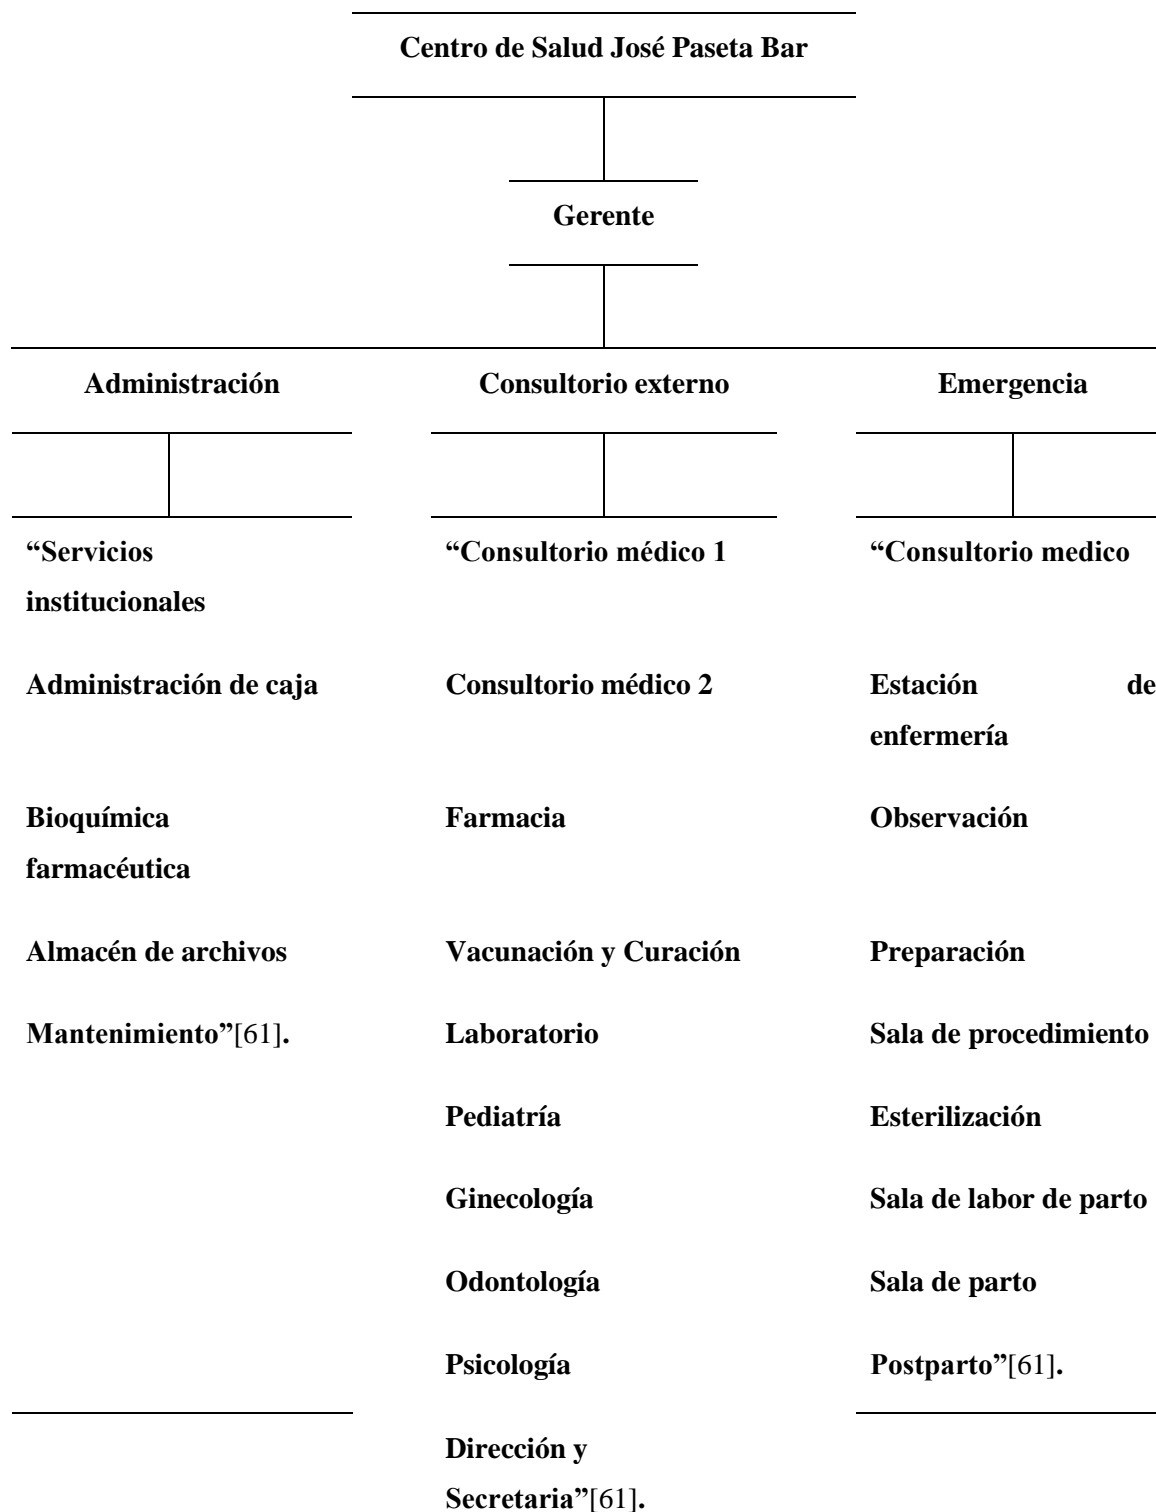 Centro de Salud José Paseta Bar
Gerente
Administración
Consultorio externo
Emergencia
“Servicios
institucionales
Administración de caja
Bioquímica
farmacéutica
Almacén de archivos
Mantenimiento”[61].
“Consultorio médico 1
Consultorio médico 2
Farmacia
Vacunación y Curación
Laboratorio
Pediatría
Ginecología
Odontología
Psicología
Dirección y
Secretaria”[61].
“Consultorio medico
Estación de
enfermería
Observación
Preparación
Sala de procedimiento
Esterilización
Sala de labor de parto
Sala de parto
Postparto”[61].